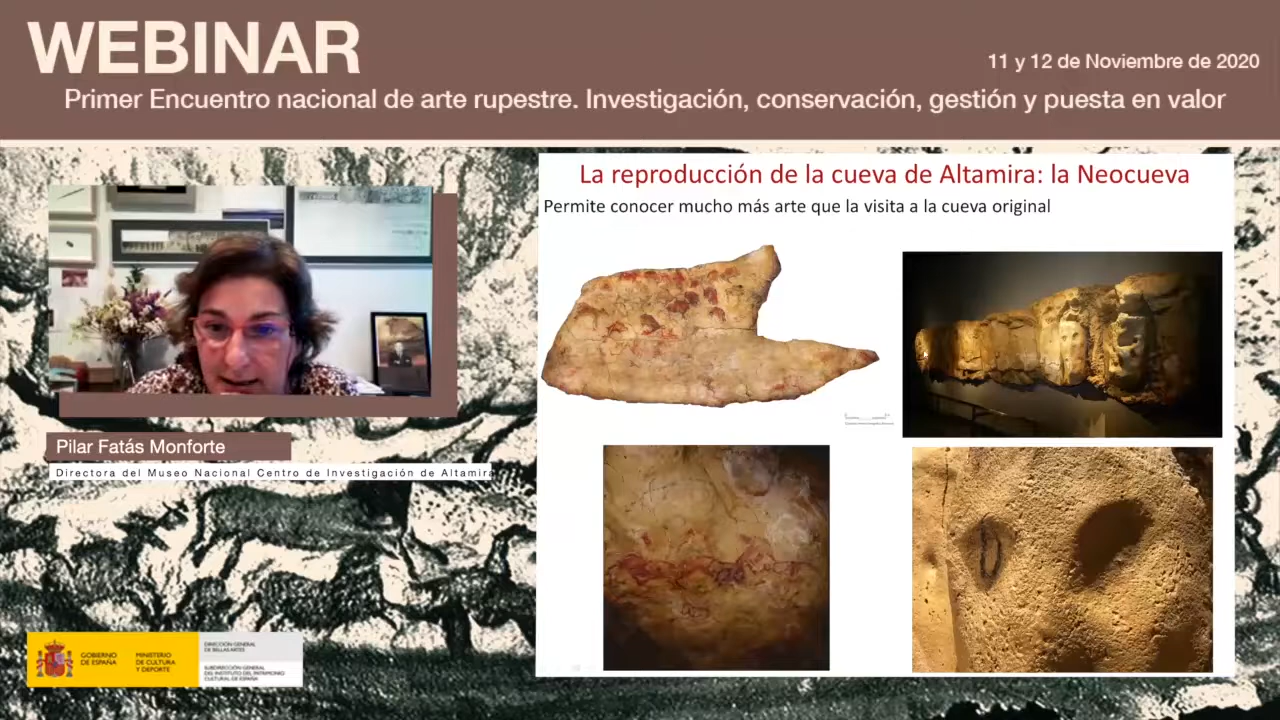 WEBINAR
11 y 12 de Noviembre de 2020
Primer Encuentro nacional de arte rupestre. Investigación, conservación, gestión y puesta en valor
La reproducción de la cueva de Altamira: la Neocueva
Permite conocer mucho más arte que la visita a la cueva original
Pilar Fatás Monforte
Directora del Museo Nacional Centro de Investigación de Altamira
GOBIERNO
DE ESPAÑA
MINISTERIO
DE CULTURA
Y DEPORTE
DIRECCIÓN GENERAL
DE BELLAS ARTES
SUBDIRECCIÓN GENERAL
DEL INSTITUTO DEL PATRIMONIO
CULTURAL DE ESPAÑA